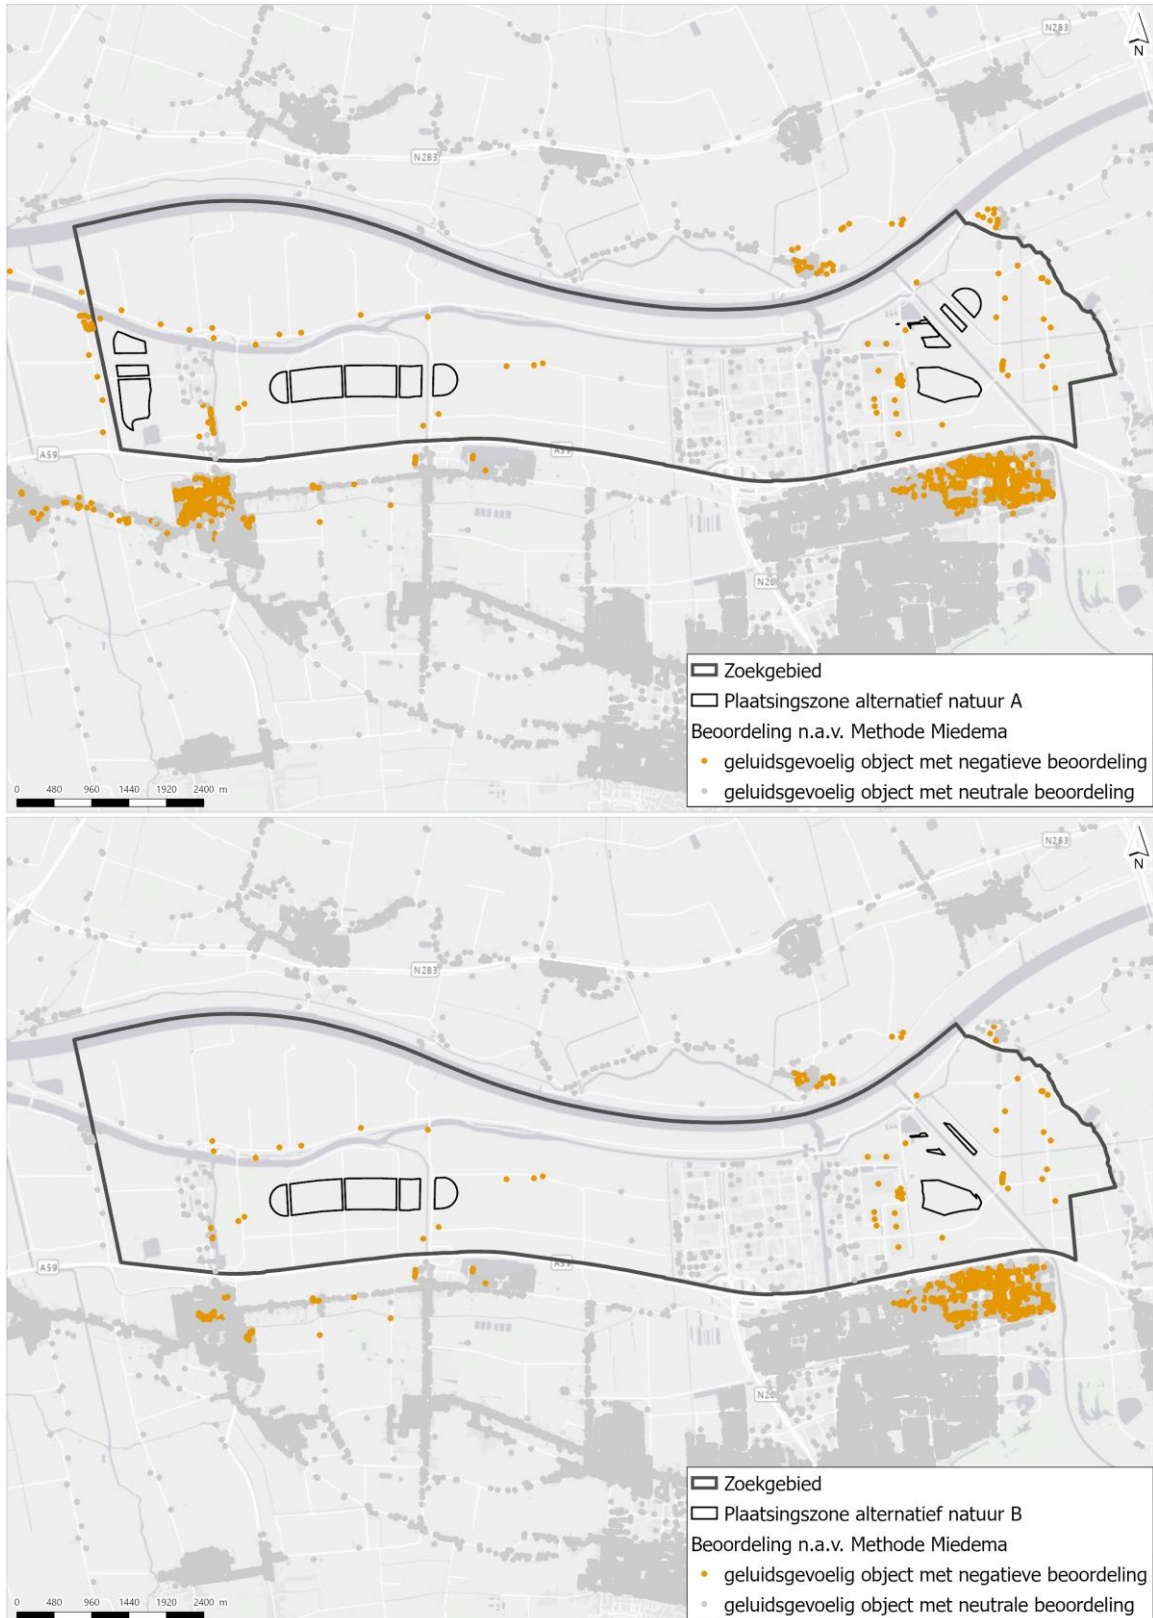 N283
N
N283
A59
A59
Zoekgebied
Plaatsingszone alternatief natuur A
Beoordeling n.a.v. Methode Miedema
geluidsgevoelig object met negatieve beoordeling
geluidsgevoelig object met neutrale beoordeling
0 480 960 1440 1920 2400 m
N283
N
N283
A59
A59
Zoekgebied
Plaatsingszone alternatief natuur B
Beoordeling n.a.v. Methode Miedema
geluidsgevoelig object met negatieve beoordeling
geluidsgevoelig object met neutrale beoordeling
0 480 960 1440 1920 2400 m